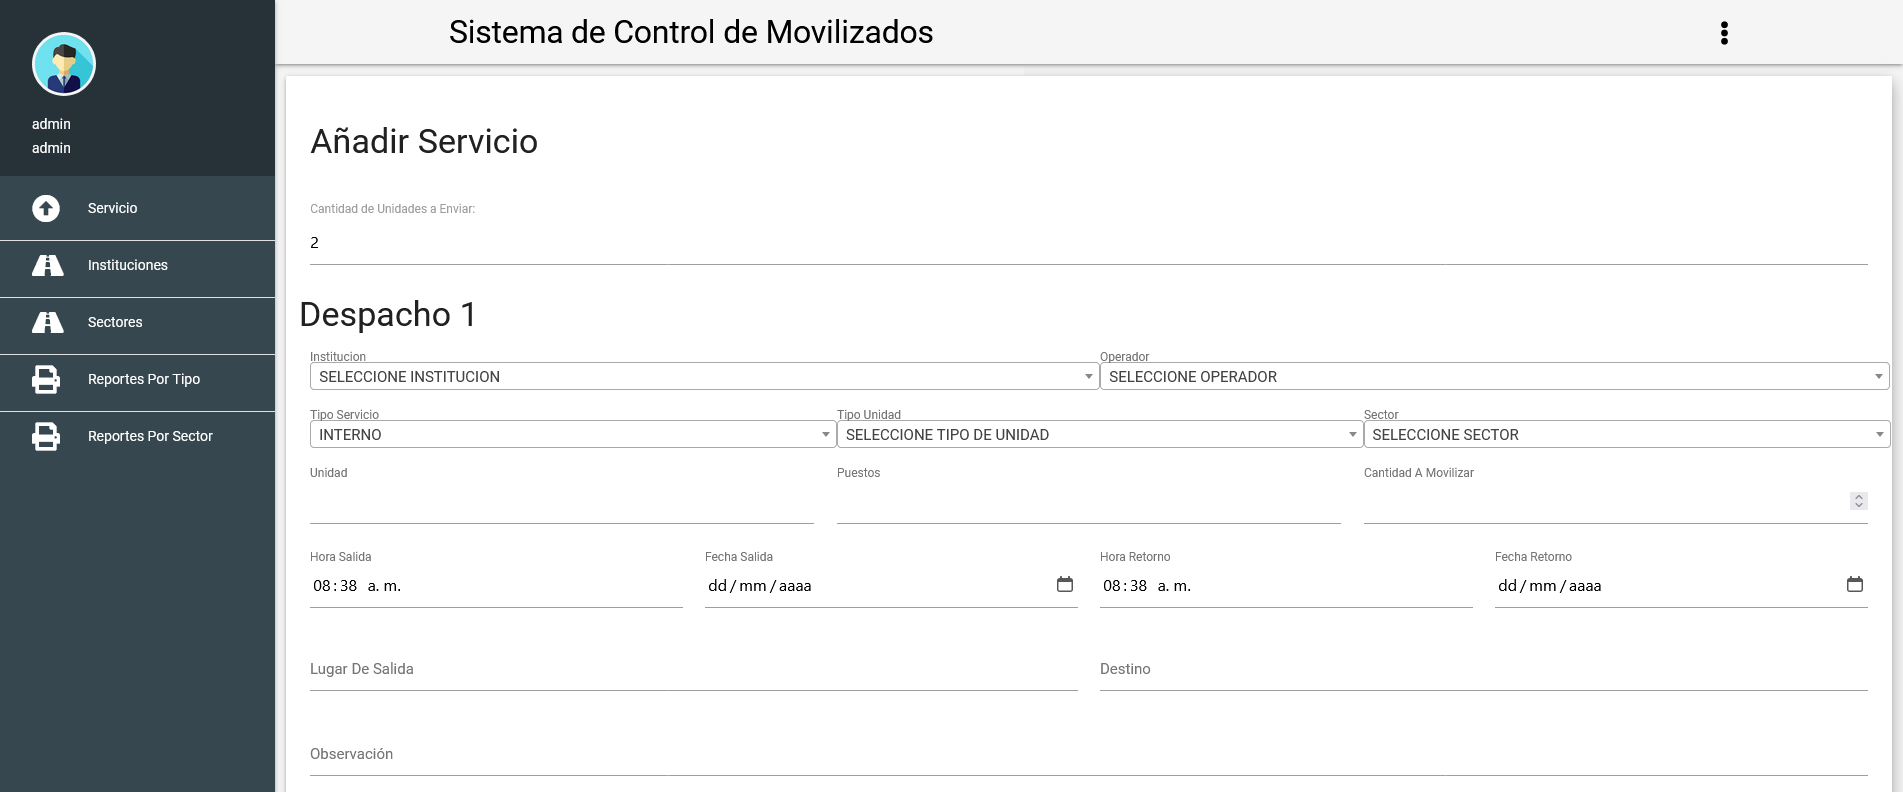 Sistema de Control de Movilizados
admin
admin
Servicio
Instituciones
Sectores
Reportes Por Tipo
Reportes Por Sector
Añadir Servicio
Cantidad de Unidades a Enviar:
2
Despacho 1
Institucion Operador
SELECCIONE INSTITUCION SELECCIONE OPERADOR
Tipo Servicio Tipo Unidad Sector
INTERNO SELECCIONE TIPO DE UNIDAD SELECCIONE SECTOR
Unidad Puestos Cantidad A Movilizar
Hora Salida Fecha Salida Hora Retorno Fecha Retorno
08:38 a. m. dd/mm/aaaa 08:38 a. m. dd/mm/aaaa
Lugar De Salida Destino
Observación